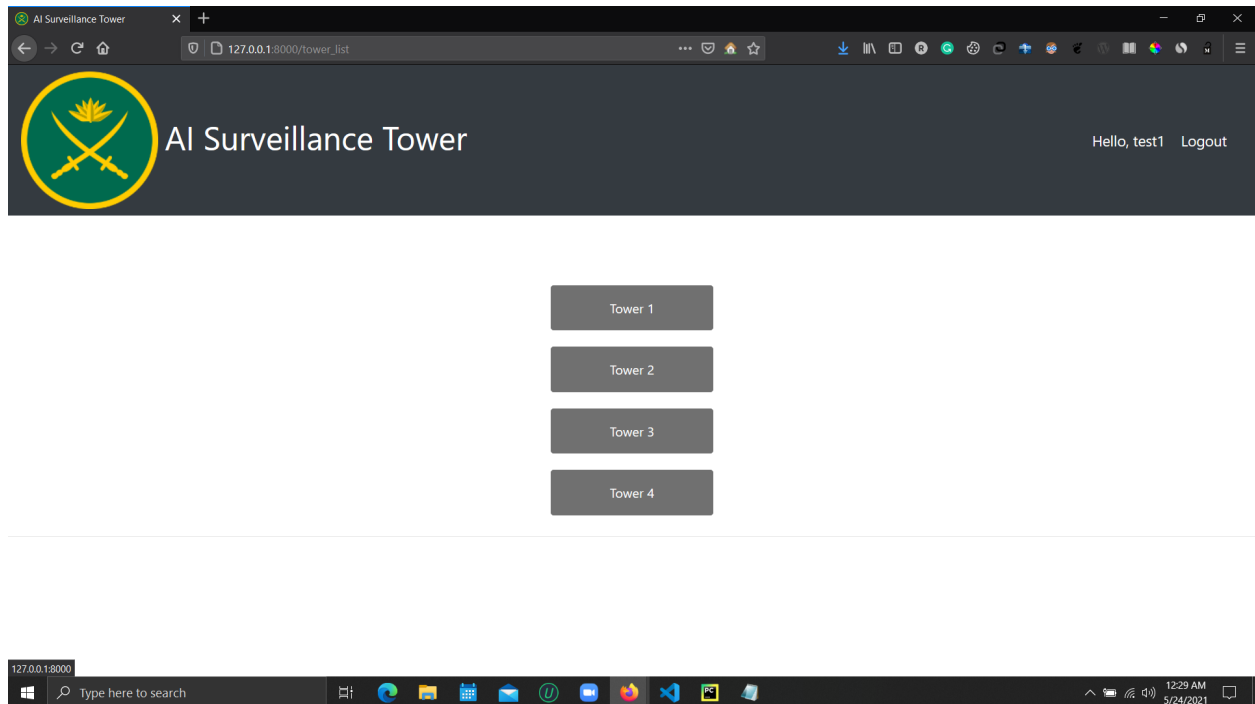 AI Surveillance Tower
127.0.0.1:8000/tower_list
AI Surveillance Tower
Hello, test1 Logout
Tower 1
Tower 2
Tower 3
Tower 4
127.0.0.1:8000
Type here to search
12:29 AM
5/24/2021